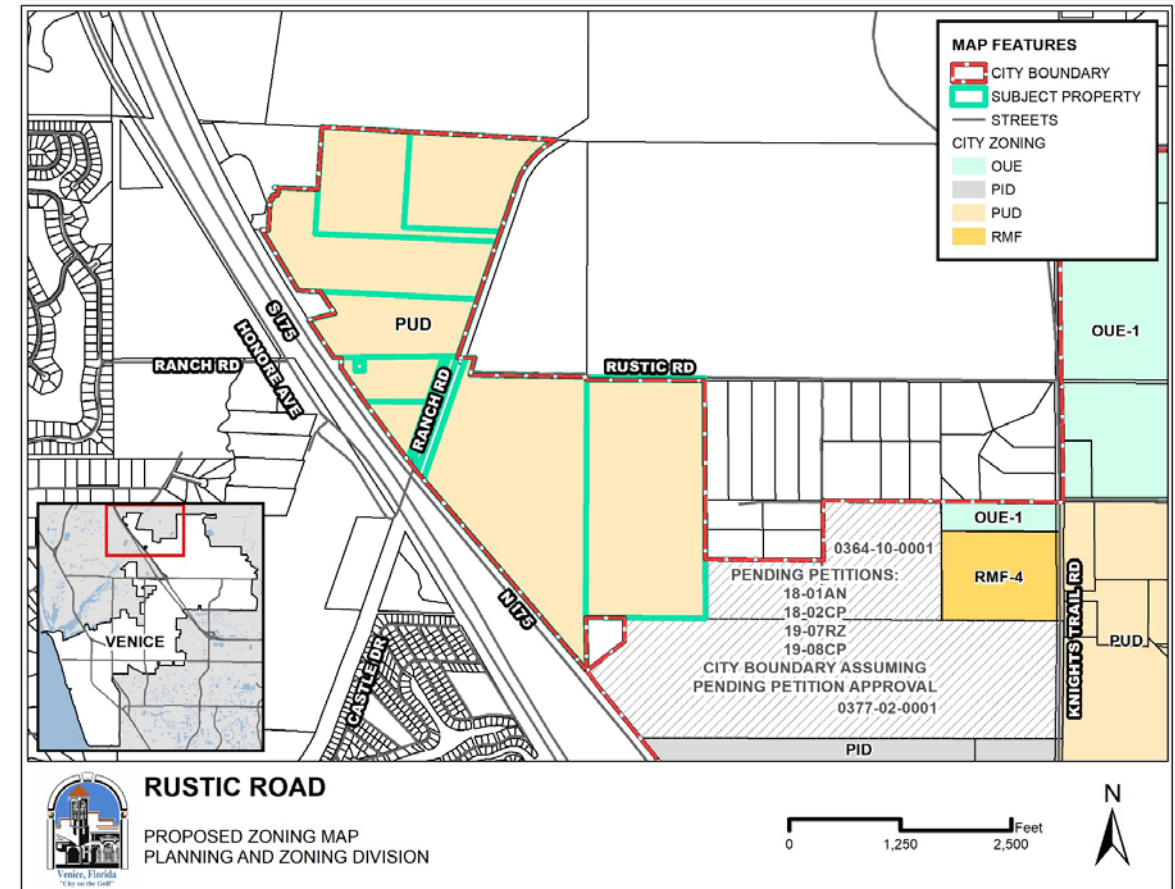 MAP FEATURES
CITY BOUNDARY
SUBJECT PROPERTY
STREETS
CITY ZONING
OUE
PID
PUD
RMF
S I75
HONORE AVE
RANCH RD
PUD
RANCH RD
RUSTIC RD
OUE-1
OUE-1
RMF-4
0364-10-0001
PENDING PETITIONS:
18-01AN
18-02CP
19-07RZ
19-08CP
CITY BOUNDARY ASSUMING
PENDING PETITION APPROVAL
0377-02-0001
KNIGHTS TRAIL RD
PUD
N I75
CASTLE DR
PID
VENICE
RUSTIC ROAD
PROPOSED ZONING MAP
PLANNING AND ZONING DIVISION
Venice, Florida
"City on the Gulf"
0 1,250 2,500
Feet
N